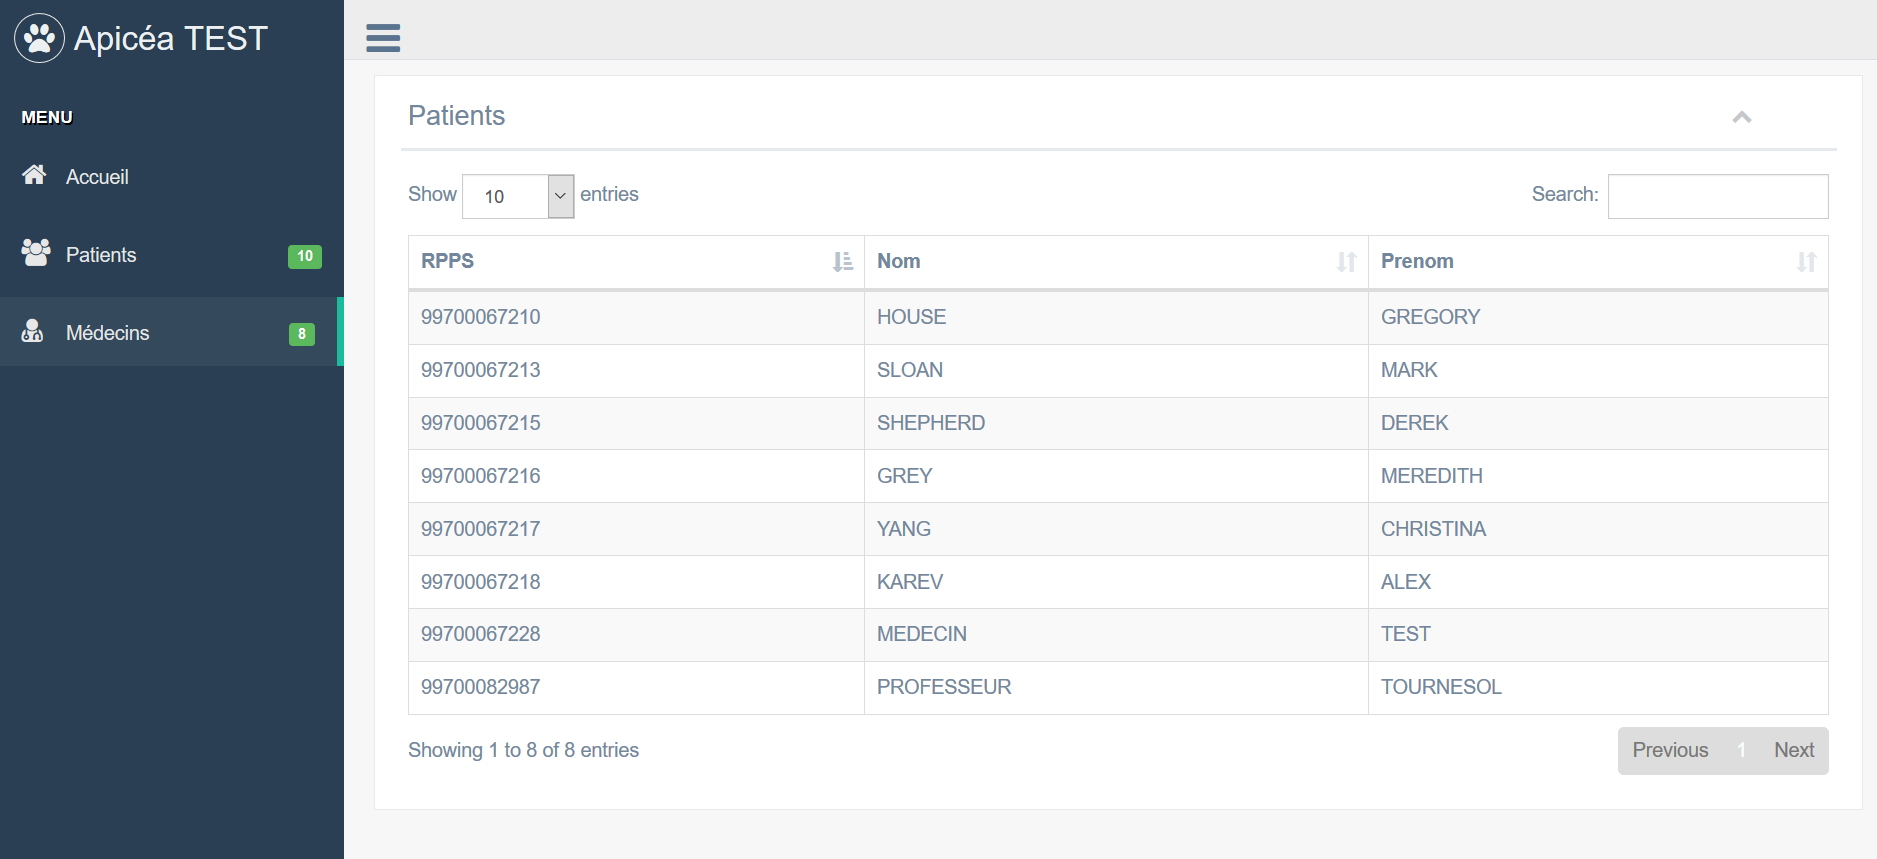 Apicéa TEST
MENU
Accueil
Patients 10
Médecins 8
Patients
Show 10 entries Search:
RPPS Nom Prenom
99700067210 HOUSE GREGORY
99700067213 SLOAN MARK
99700067215 SHEPHERD DEREK
99700067216 GREY MEREDITH
99700067217 YANG CHRISTINA
99700067218 KAREV ALEX
99700067228 MEDECIN TEST
99700082987 PROFESSEUR TOURNESOL
Showing 1 to 8 of 8 entries Previous 1 Next